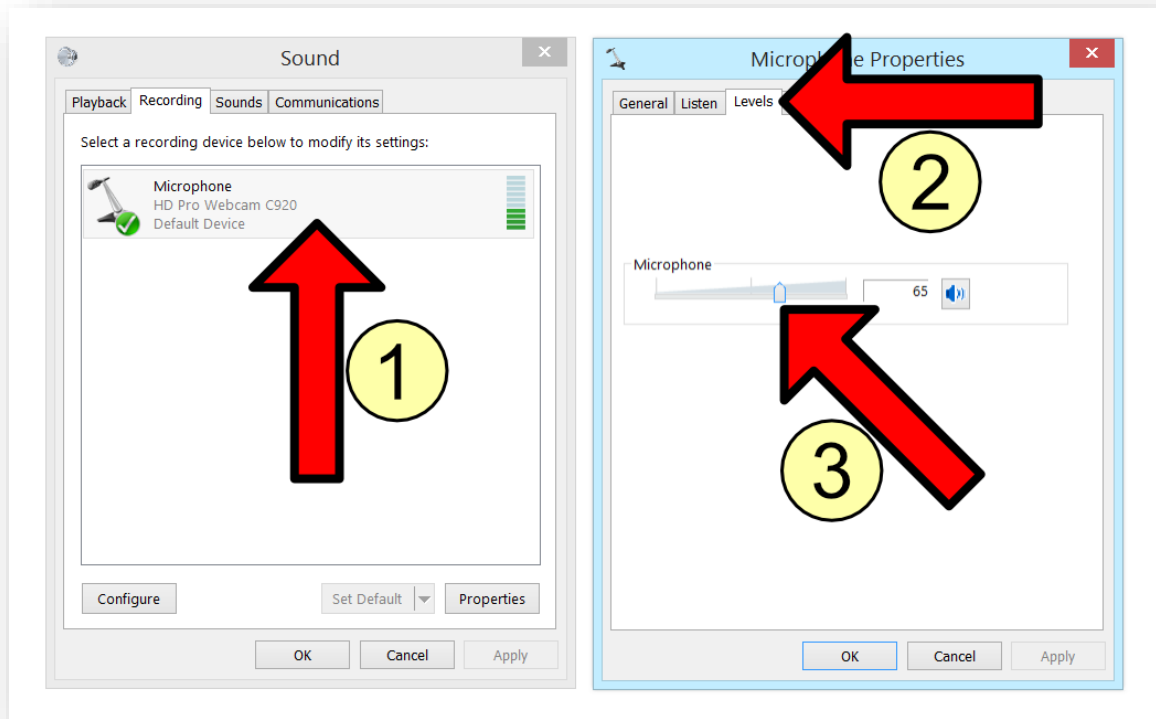 Sound
Playback Recording Sounds Communications
Select a recording device below to modify its settings:
Microphone
HD Pro Webcam C920
Default Device
1
Configure Set Default Properties
OK Cancel Apply
Properties
General Listen Levels
2
Microphone
65
3
OK Cancel Apply